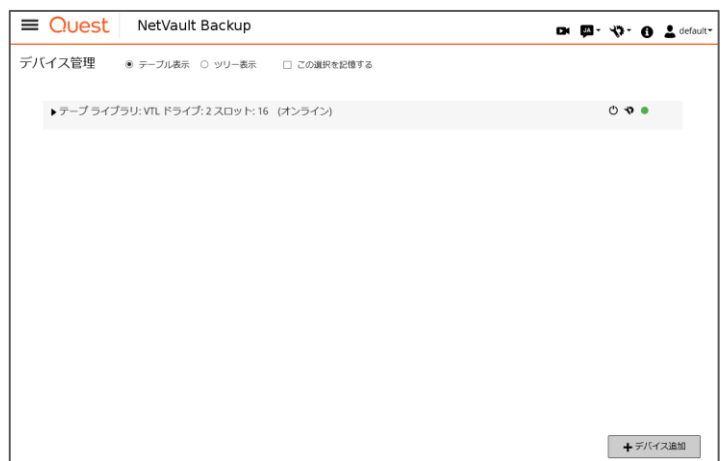 Quest NetVault Backup JA default
デバイス管理 テーブル表示 ツリー表示 この選択を記憶する
テープ ライブラリ: VTL ドライブ: 2 スロット: 16 (オンライン)
デバイス追加